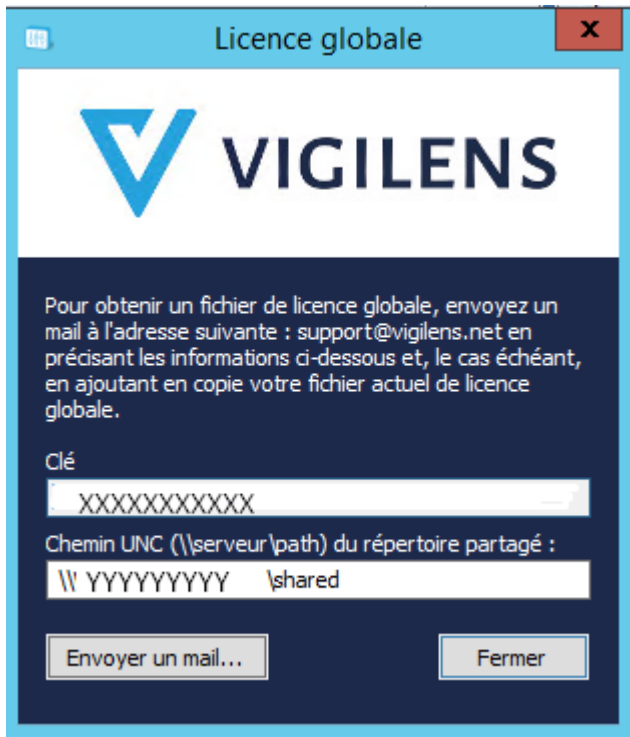 Licence globale
VIGILENS
Pour obtenir un fichier de licence globale, envoyez un
mail à l'adresse suivante : support@vigilens.net en
précisant les informations ci-dessous et, le cas échéant,
en ajoutant en copie votre fichier actuel de licence
globale.
Clé
XXXXXXXXXXX
Chemin UNC (\\serveur\path) du répertoire partagé :
\\ YYYYYYYYY \shared
Envoyer un mail... Fermer